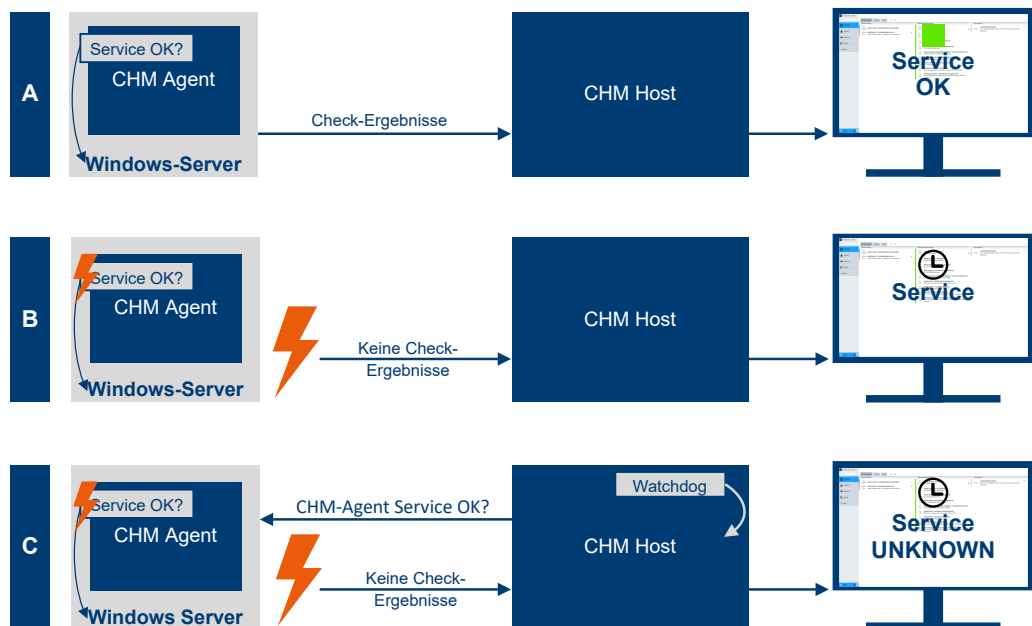 A
Service OK?
CHM Agent
Windows-Server
Check-Ergebnisse
CHM Host
Service
OK
B
Service OK?
CHM Agent
Windows-Server
Keine Check-
Ergebnisse
CHM Host
Service
C
Service OK?
CHM Agent
Windows Server
CHM-Agent Service OK?
Keine Check-
Ergebnisse
Watchdog
CHM Host
Service
UNKNOWN